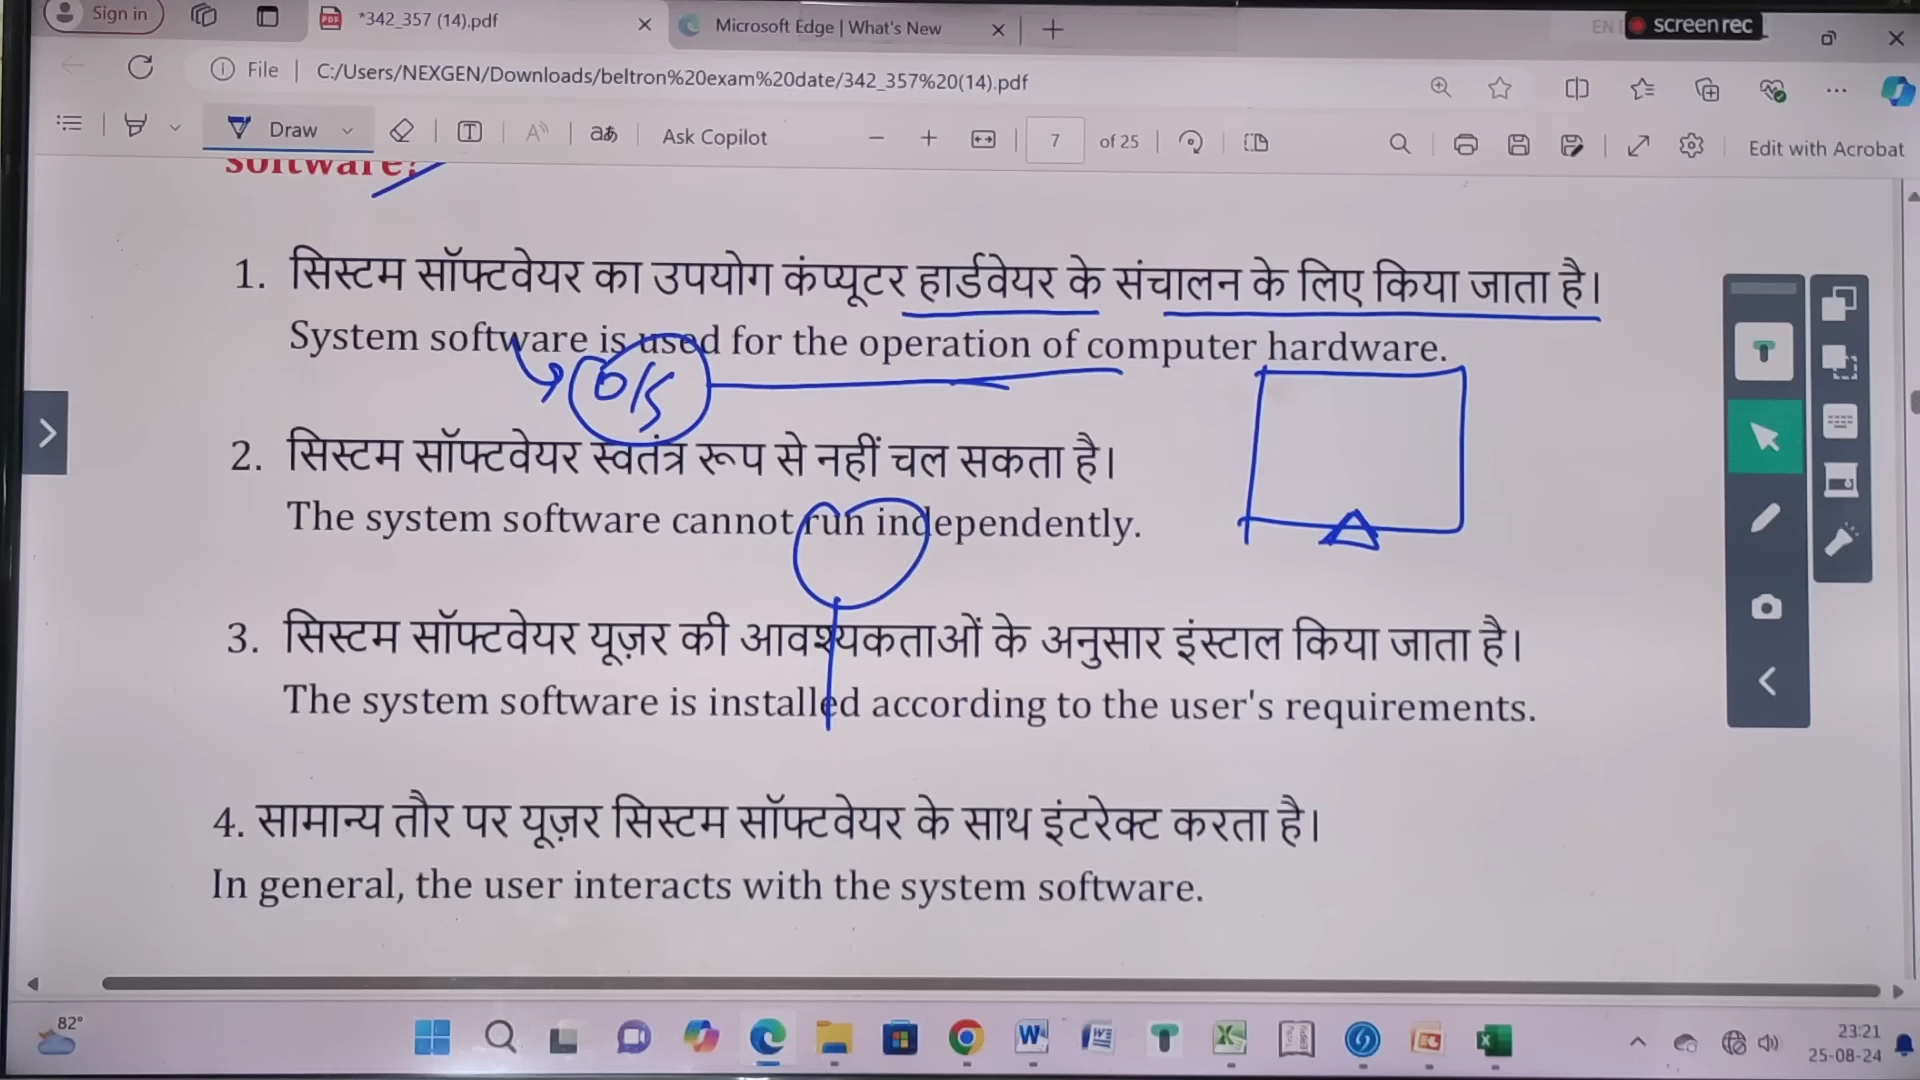 Sign in
*342_357 (14).pdf
Microsoft Edge | What's New
screenrec
File
C:/Users/NEXGEN/Downloads/beltron%20exam%20date/342_357%20(14).pdf
Draw
Ask Copilot
7 of 25
Edit with Acrobat
software?
1. सिस्टम सॉफ्टवेयर का उपयोग कंप्यूटर हार्डवेयर के संचालन के लिए किया जाता है।
System software is used for the operation of computer hardware.
O/S
2. सिस्टम सॉफ्टवेयर स्वतंत्र रूप से नहीं चल सकता है।
The system software cannot run independently.
3. सिस्टम सॉफ्टवेयर यूज़र की आवश्यकताओं के अनुसार इंस्टाल किया जाता है।
The system software is installed according to the user's requirements.
4. सामान्य तौर पर यूज़र सिस्टम सॉफ्टवेयर के साथ इंटरेक्ट करता है।
In general, the user interacts with the system software.
82°
23:21
25-08-24